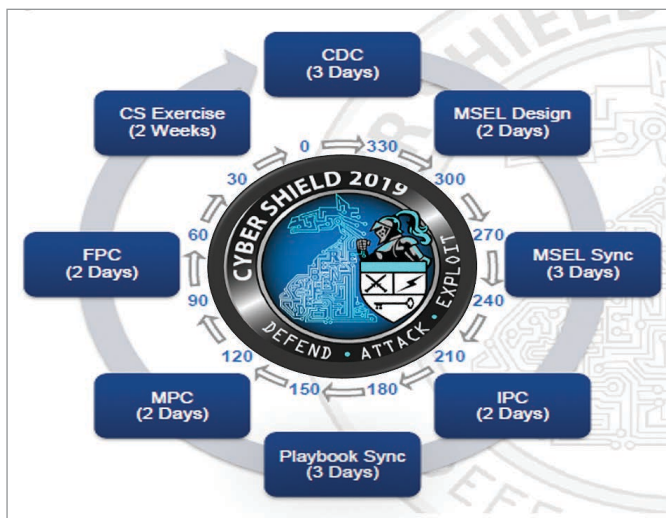 CDC
(3 Days)
MSEL Design
(2 Days)
MSEL Sync
(3 Days)
IPC
(2 Days)
Playbook Sync
(3 Days)
MPC
(2 Days)
FPC
(2 Days)
CS Exercise
(2 Weeks)
0
330
300
270
240
210
180
150
120
90
60
30
CYBER SHIELD 2019
DEFEND • ATTACK • EXPLOIT